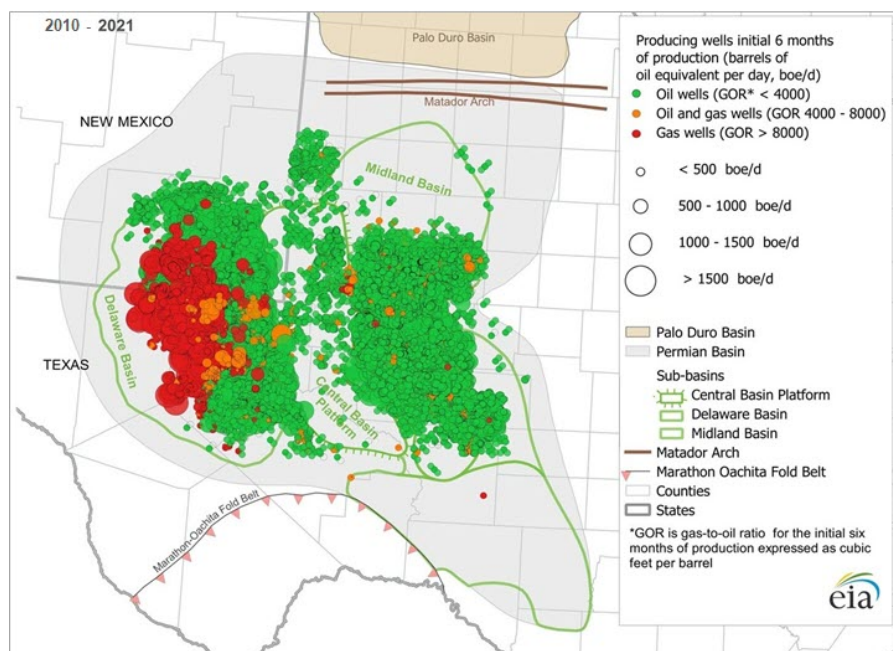 2010 - 2021
Palo Duro Basin
Matador Arch
NEW MEXICO
Midland Basin
Delaware Basin
TEXAS
Central Basin
Platform
Marathon-Oachita Fold Belt
Producing wells initial 6 months
of production (barrels of
oil equivalent per day, boe/d)
Oil wells (GOR* < 4000)
Oil and gas wells (GOR 4000 - 8000)
Gas wells (GOR > 8000)
< 500 boe/d
500 - 1000 boe/d
1000 - 1500 boe/d
> 1500 boe/d
Palo Duro Basin
Permian Basin
Sub-basins
Central Basin Platform
Delaware Basin
Midland Basin
Matador Arch
Marathon Oachita Fold Belt
Counties
States
*GOR is gas-to-oil ratio for the initial six
months of production expressed as cubic
feet per barrel
eia